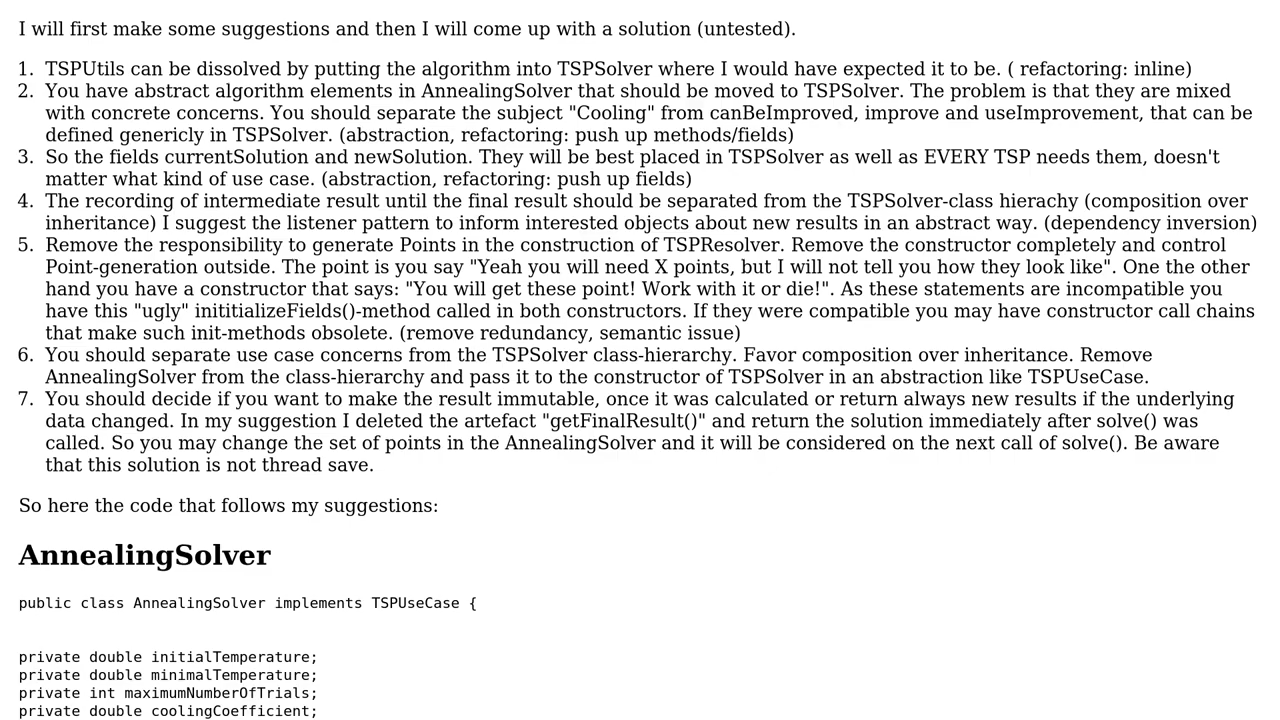 I will first make some suggestions and then I will come up with a solution (untested).
1. TSPUtils can be dissolved by putting the algorithm into TSPSolver where I would have expected it to be. ( refactoring: inline)
2. You have abstract algorithm elements in AnnealingSolver that should be moved to TSPSolver. The problem is that they are mixed
with concrete concerns. You should separate the subject "Cooling" from canBeImproved, improve and useImprovement, that can be
defined genericly in TSPSolver. (abstraction, refactoring: push up methods/fields)
3. So the fields currentSolution and newSolution. They will be best placed in TSPSolver as well as EVERY TSP needs them, doesn't
matter what kind of use case. (abstraction, refactoring: push up fields)
4. The recording of intermediate result until the final result should be separated from the TSPSolver-class hierachy (composition over
inheritance) I suggest the listener pattern to inform interested objects about new results in an abstract way. (dependency inversion)
5. Remove the responsibility to generate Points in the construction of TSPResolver. Remove the constructor completely and control
Point-generation outside. The point is you say "Yeah you will need X points, but I will not tell you how they look like". One the other
hand you have a constructor that says: "You will get these point! Work with it or die!". As these statements are incompatible you
have this "ugly" inititializeFields()-method called in both constructors. If they were compatible you may have constructor call chains
that make such init-methods obsolete. (remove redundancy, semantic issue)
6. You should separate use case concerns from the TSPSolver class-hierarchy. Favor composition over inheritance. Remove
AnnealingSolver from the class-hierarchy and pass it to the constructor of TSPSolver in an abstraction like TSPUseCase.
7. You should decide if you want to make the result immutable, once it was calculated or return always new results if the underlying
data changed. In my suggestion I deleted the artefact "getFinalResult()" and return the solution immediately after solve() was
called. So you may change the set of points in the AnnealingSolver and it will be considered on the next call of solve(). Be aware
that this solution is not thread save.
So here the code that follows my suggestions:
AnnealingSolver
public class AnnealingSolver implements TSPUseCase {
private double initialTemperature;
private double minimalTemperature;
private int maximumNumberOfTrials;
private double coolingCoefficient;